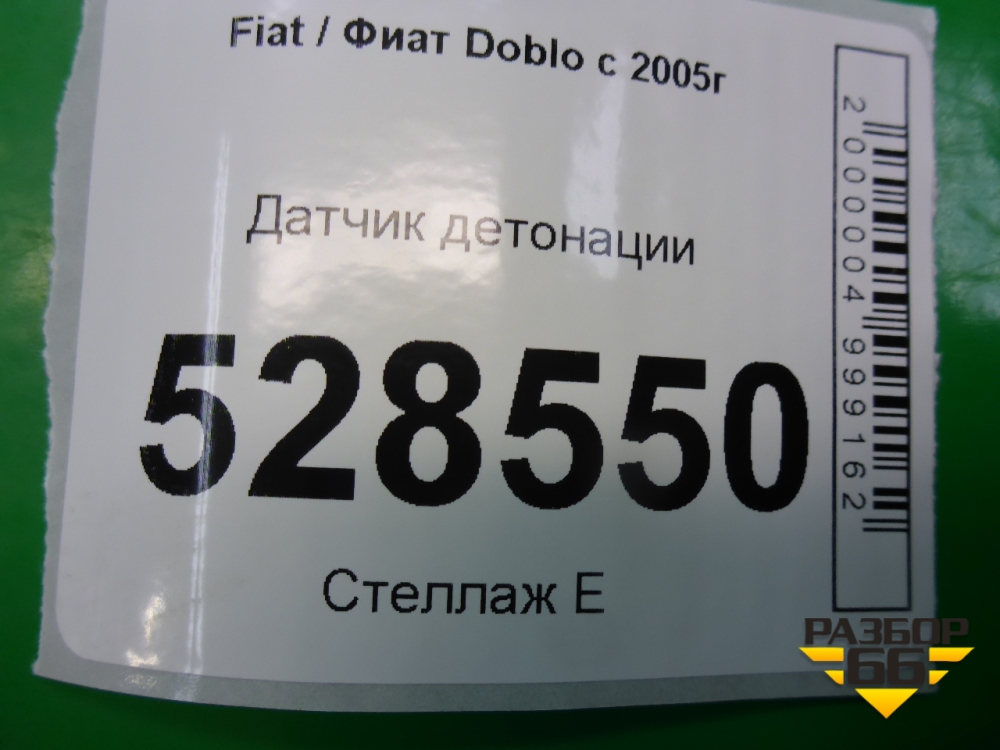 Fiat / Фиат Doblo с 2005г
Датчик детонации
528550
Стеллаж Е
2000004999162
РАЗБОР
66